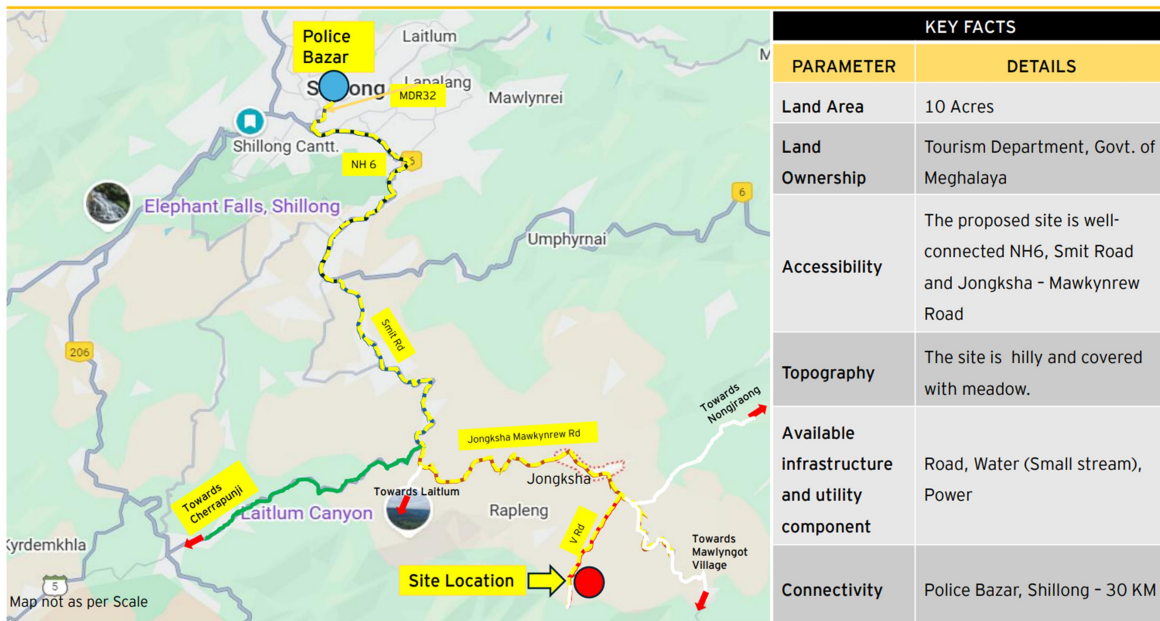 Police
Bazar
Laitlum
Lapalang
MDR32
Mawlynrei
Shillong Cantt.
NH 6
Elephant Falls, Shillong
6
Umphyrnai
206
Smit Rd
Towards
Nongjraong
Jongksha Mawkynrew Rd
Jongksha
Towards
Cherrapunji
Towards Laitlum
Laitlum Canyon
Rapleng
V Rd
Towards
Mawlyngot
Village
Kyrdemkhla
5
Site Location
Map not as per Scale
KEY FACTS
PARAMETER DETAILS
Land Area 10 Acres
Land
Ownership
Tourism Department, Govt. of
Meghalaya
Accessibility
The proposed site is well-
connected NH6, Smit Road
and Jongksha – Mawkynrew
Road
Topography
The site is hilly and covered
with meadow.
Available
infrastructure
and utility
component
Road, Water (Small stream),
Power
Connectivity Police Bazar, Shillong – 30 KM